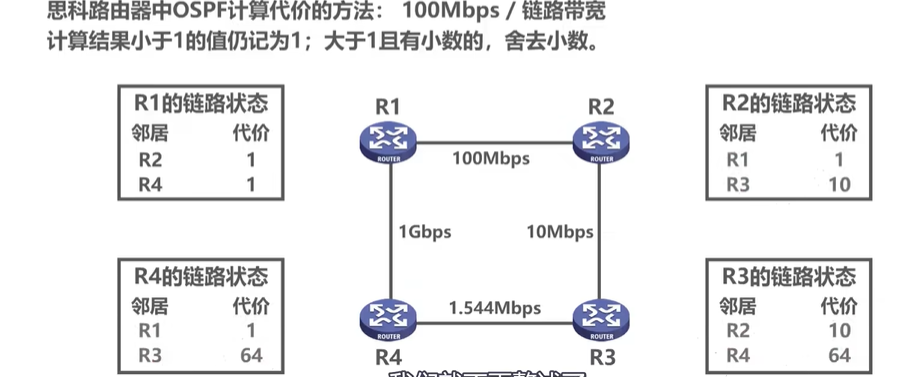 思科路由器中OSPF计算代价的方法： 100Mbps / 链路带宽
计算结果小于1的值仍记为1；大于1且有小数的，舍去小数。
R1的链路状态
邻居 代价
R2 1
R4 1
R1
R2
ROUTER
ROUTER
100Mbps
R2的链路状态
邻居 代价
R1 1
R3 10
1Gbps
10Mbps
R4的链路状态
邻居 代价
R1 1
R3 64
1.544Mbps
ROUTER
ROUTER
R4
R3
R3的链路状态
邻居 代价
R2 10
R4 64